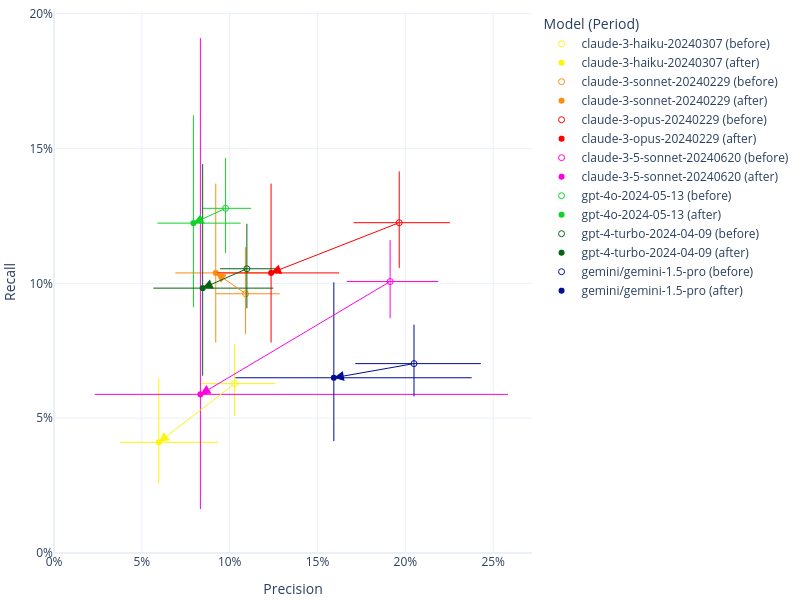 20%
15%
10%
5%
0%
0%
5%
10%
15%
20%
25%
Precision
Recall
Model (Period)
claude-3-haiku-20240307 (before)
claude-3-haiku-20240307 (after)
claude-3-sonnet-20240229 (before)
claude-3-sonnet-20240229 (after)
claude-3-opus-20240229 (before)
claude-3-opus-20240229 (after)
claude-3-5-sonnet-20240620 (before)
claude-3-5-sonnet-20240620 (after)
gpt-4o-2024-05-13 (before)
gpt-4o-2024-05-13 (after)
gpt-4-turbo-2024-04-09 (before)
gpt-4-turbo-2024-04-09 (after)
gemini/gemini-1.5-pro (before)
gemini/gemini-1.5-pro (after)